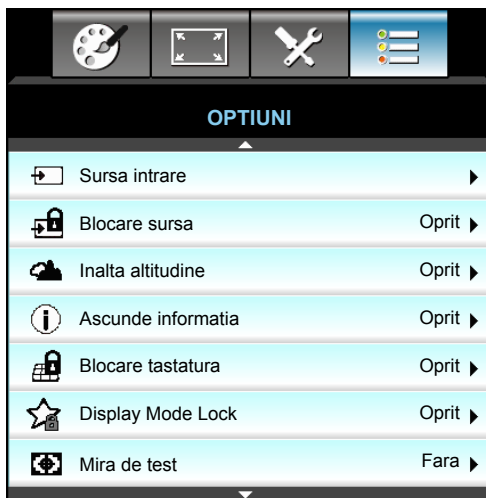 OPTIUNI
Sursa intrare
Blocare sursa Oprit
Inalta altitudine Oprit
Ascunde informatia Oprit
Blocare tastatura Oprit
Display Mode Lock Oprit
Mira de test Fara